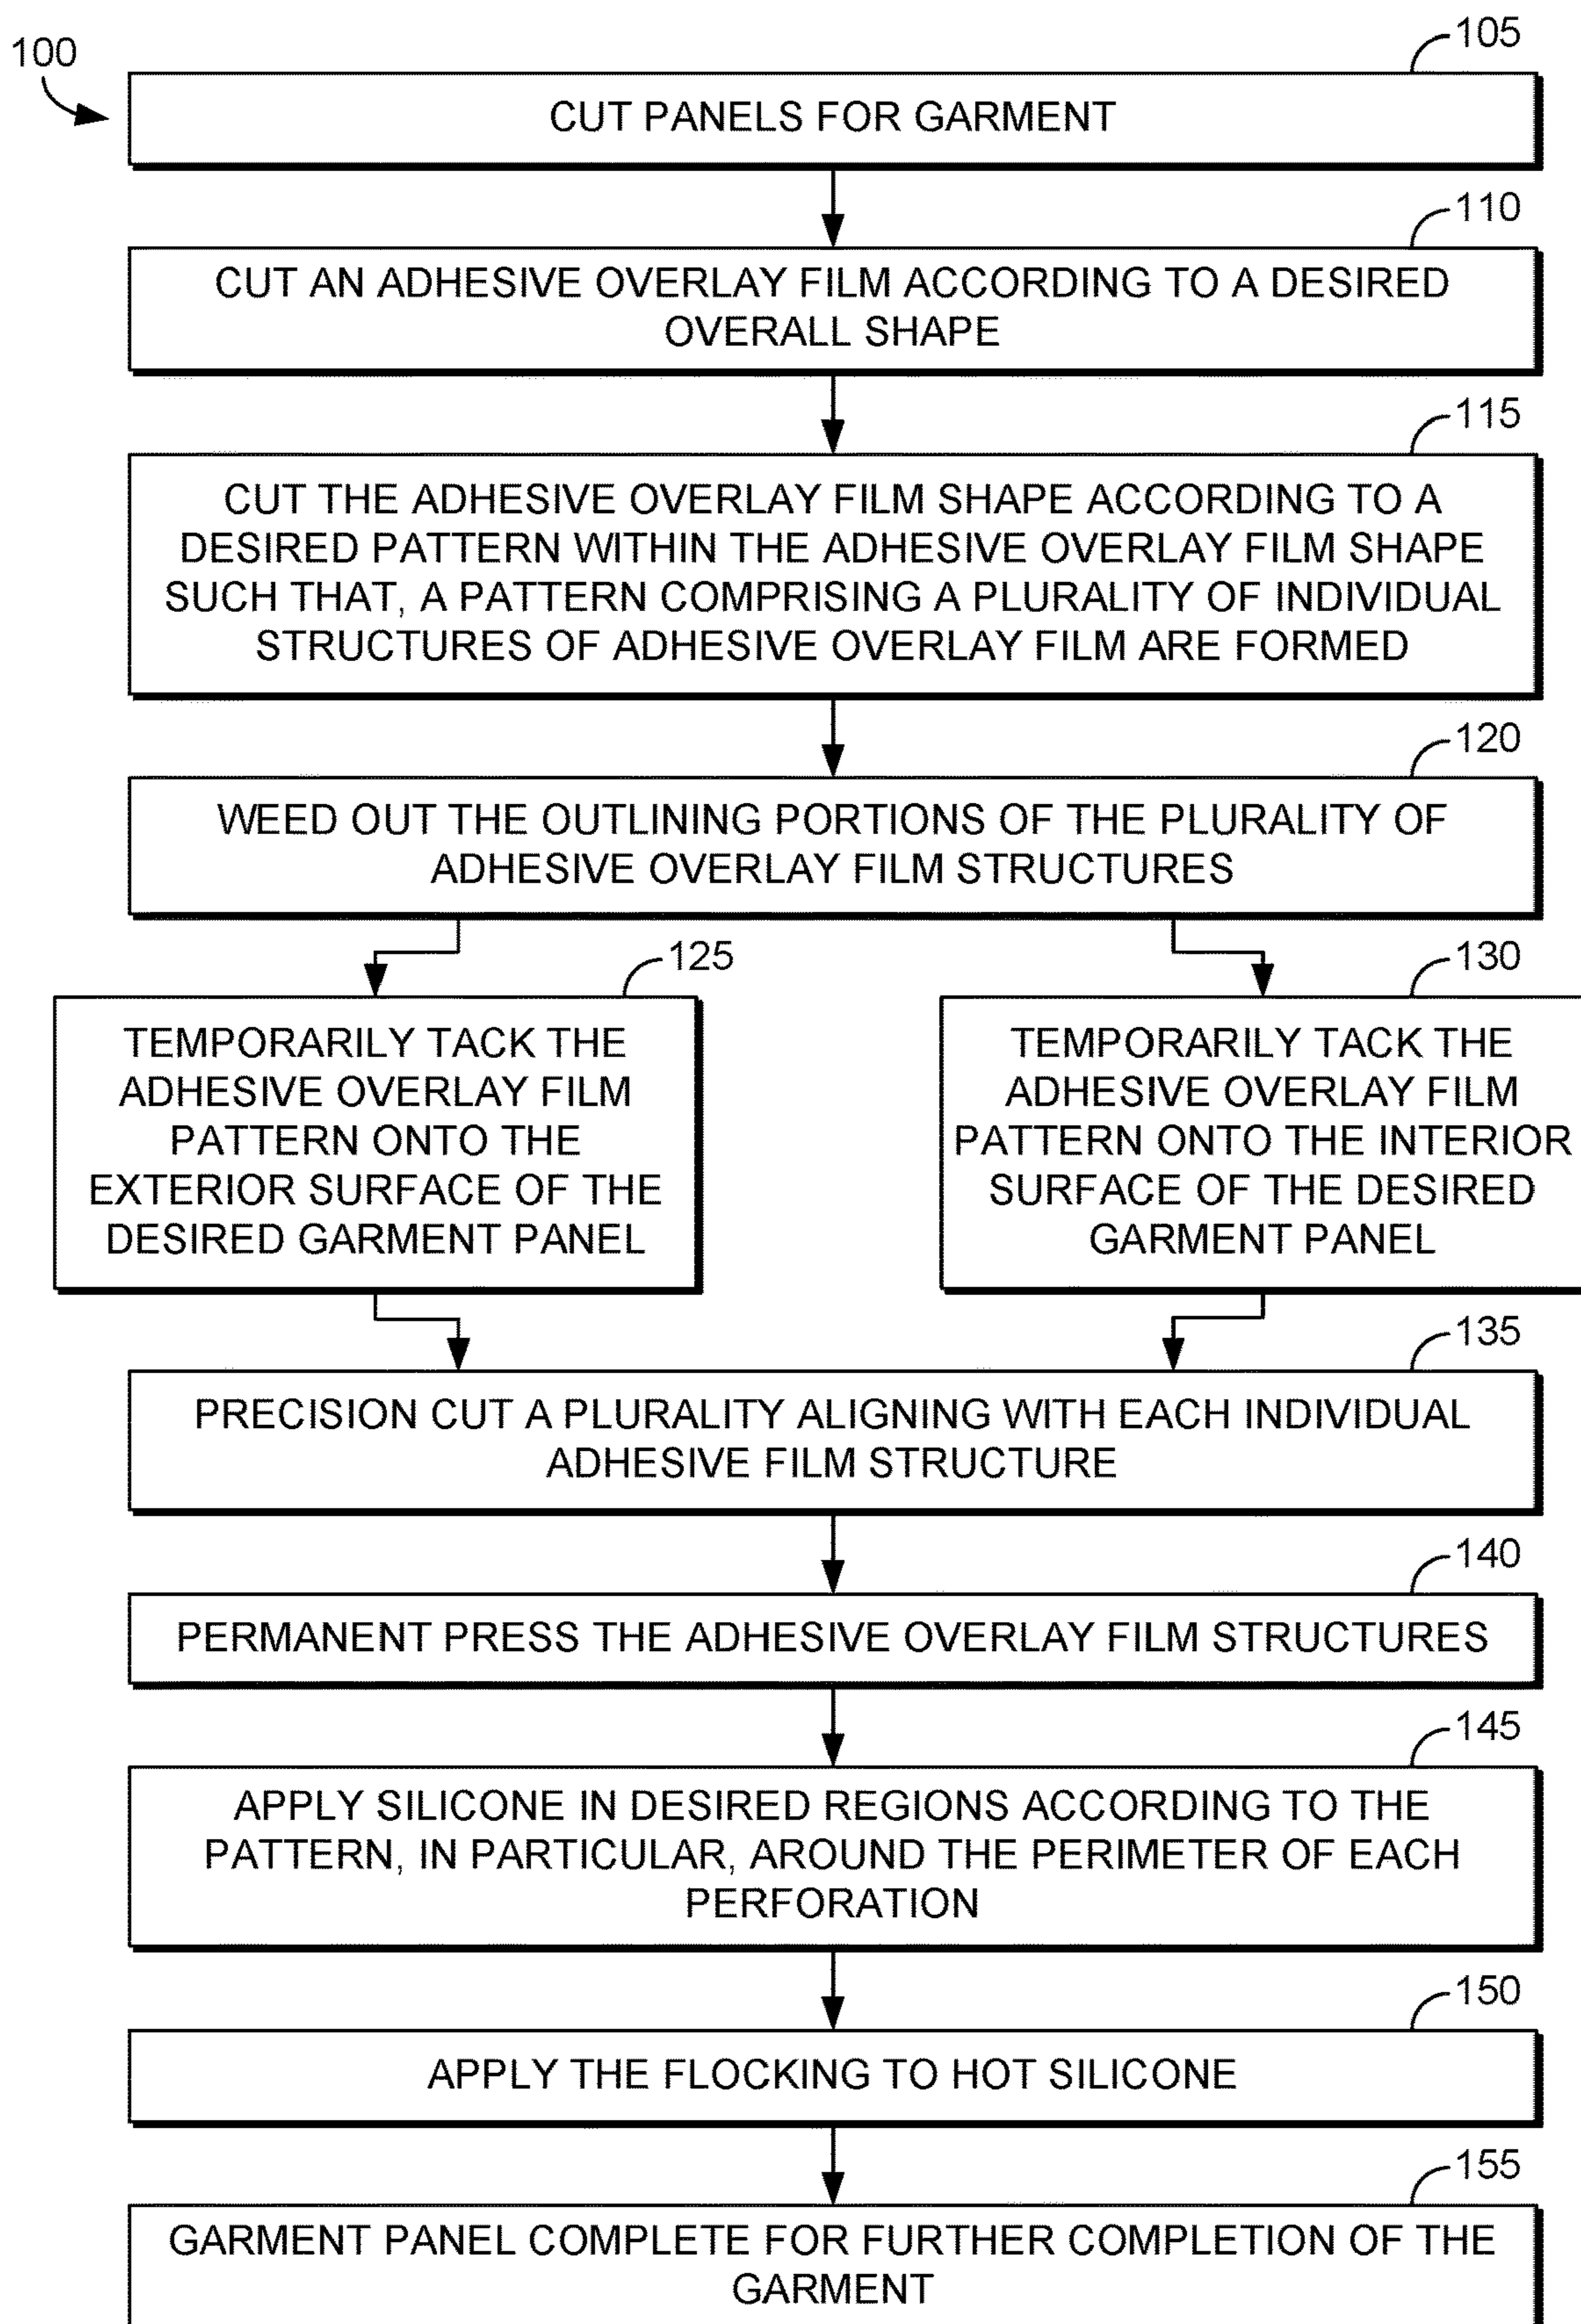 100
105
CUT PANELS FOR GARMENT
110
CUT AN ADHESIVE OVERLAY FILM ACCORDING TO A DESIRED
OVERALL SHAPE
115
CUT THE ADHESIVE OVERLAY FILM SHAPE ACCORDING TO A
DESIRED PATTERN WITHIN THE ADHESIVE OVERLAY FILM SHAPE
SUCH THAT, A PATTERN COMPRISING A PLURALITY OF INDIVIDUAL
STRUCTURES OF ADHESIVE OVERLAY FILM ARE FORMED
120
WEED OUT THE OUTLINING PORTIONS OF THE PLURALITY OF
ADHESIVE OVERLAY FILM STRUCTURES
125
TEMPORARILY TACK THE
ADHESIVE OVERLAY FILM
PATTERN ONTO THE
EXTERIOR SURFACE OF THE
DESIRED GARMENT PANEL
130
TEMPORARILY TACK THE
ADHESIVE OVERLAY FILM
PATTERN ONTO THE INTERIOR
SURFACE OF THE DESIRED
GARMENT PANEL
135
PRECISION CUT A PLURALITY ALIGNING WITH EACH INDIVIDUAL
ADHESIVE FILM STRUCTURE
140
PERMANENT PRESS THE ADHESIVE OVERLAY FILM STRUCTURES
145
APPLY SILICONE IN DESIRED REGIONS ACCORDING TO THE
PATTERN, IN PARTICULAR, AROUND THE PERIMETER OF EACH
PERFORATION
150
APPLY THE FLOCKING TO HOT SILICONE
155
GARMENT PANEL COMPLETE FOR FURTHER COMPLETION OF THE
GARMENT